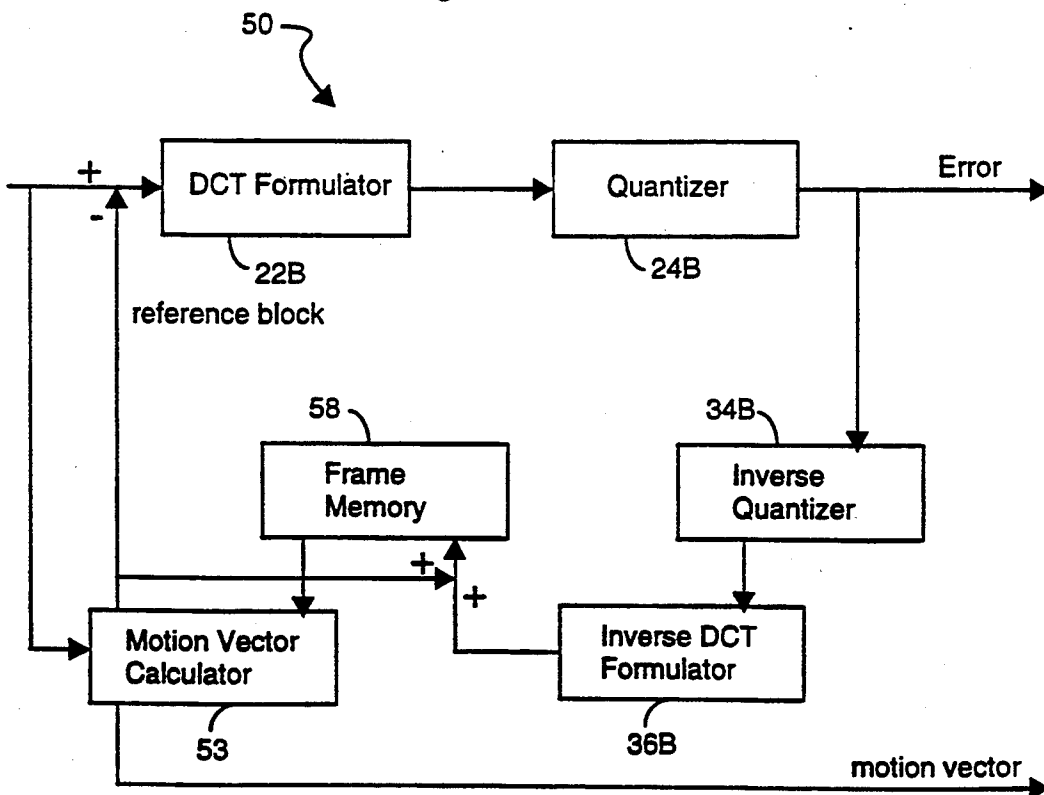 50
+
-
DCT Formulator
Quantizer
Error
22B
24B
reference block
58
34B
Frame
Memory
Inverse
Quantizer
+
+
Motion Vector
Calculator
Inverse DCT
Formulator
53
36B
motion vector